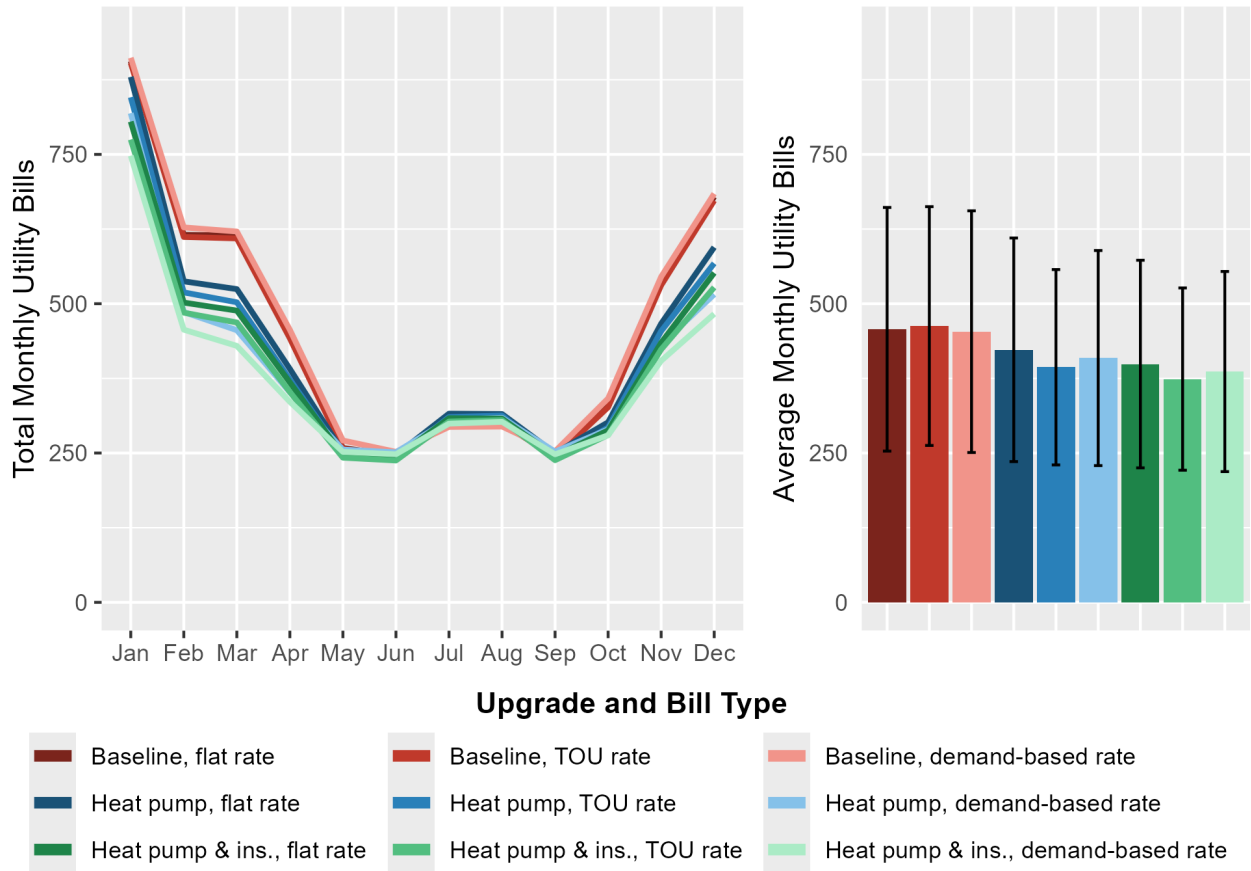 Total Monthly Utility Bills
750
500
250
0
Jan Feb Mar Apr May Jun Jul Aug Sep Oct Nov Dec
Average Monthly Utility Bills
750
500
250
0
Upgrade and Bill Type
Baseline, flat rate
Baseline, TOU rate
Baseline, demand-based rate
Heat pump, flat rate
Heat pump, TOU rate
Heat pump, demand-based rate
Heat pump & ins., flat rate
Heat pump & ins., TOU rate
Heat pump & ins., demand-based rate